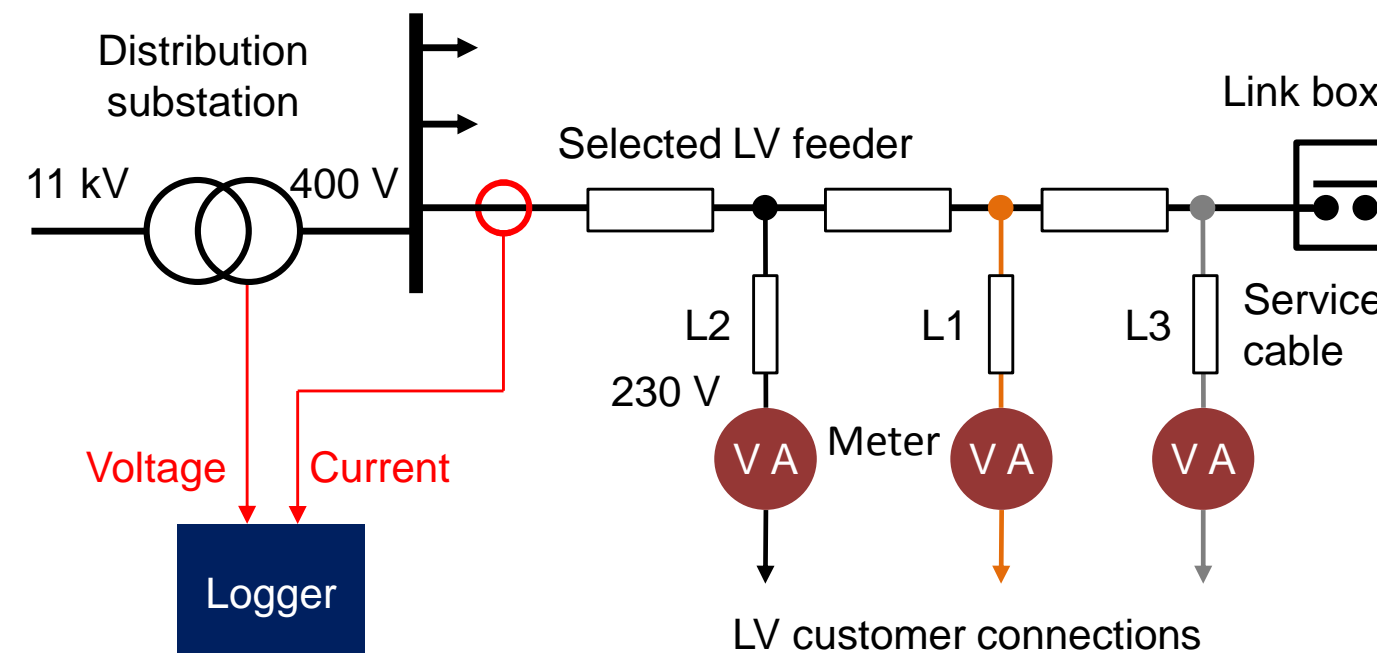 Distribution
substation
Link box
Selected LV feeder
11 kV
400 V
L2
L1
L3
Service
cable
230 V
Meter
V A
V A
V A
Voltage
Current
Logger
LV customer connections